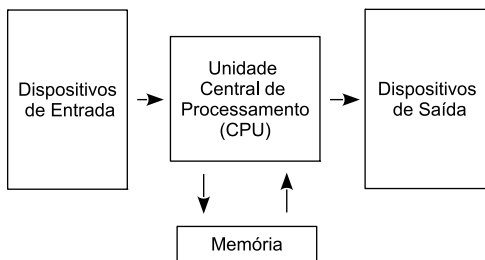 Dispositivos
de Entrada
Unidade
Central de
Processamento
(CPU)
Dispositivos
de Saída
Memória